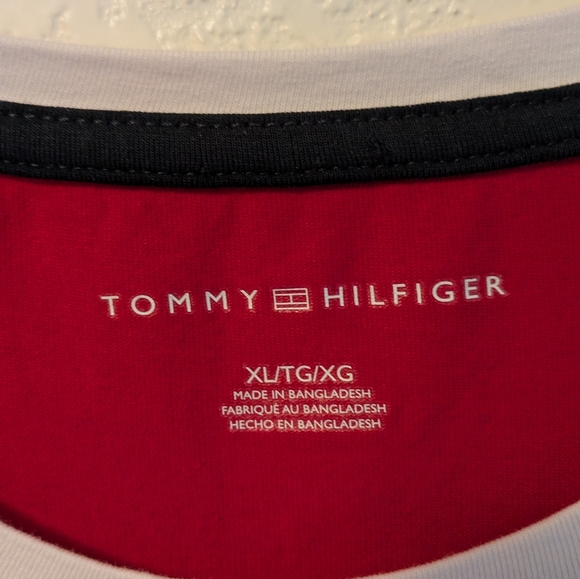 TOMMY HILFIGER
XL/TG/XG
MADE IN BANGLADESH
FABRIQUÉ AU BANGLADESH
HECHO EN BANGLADESH